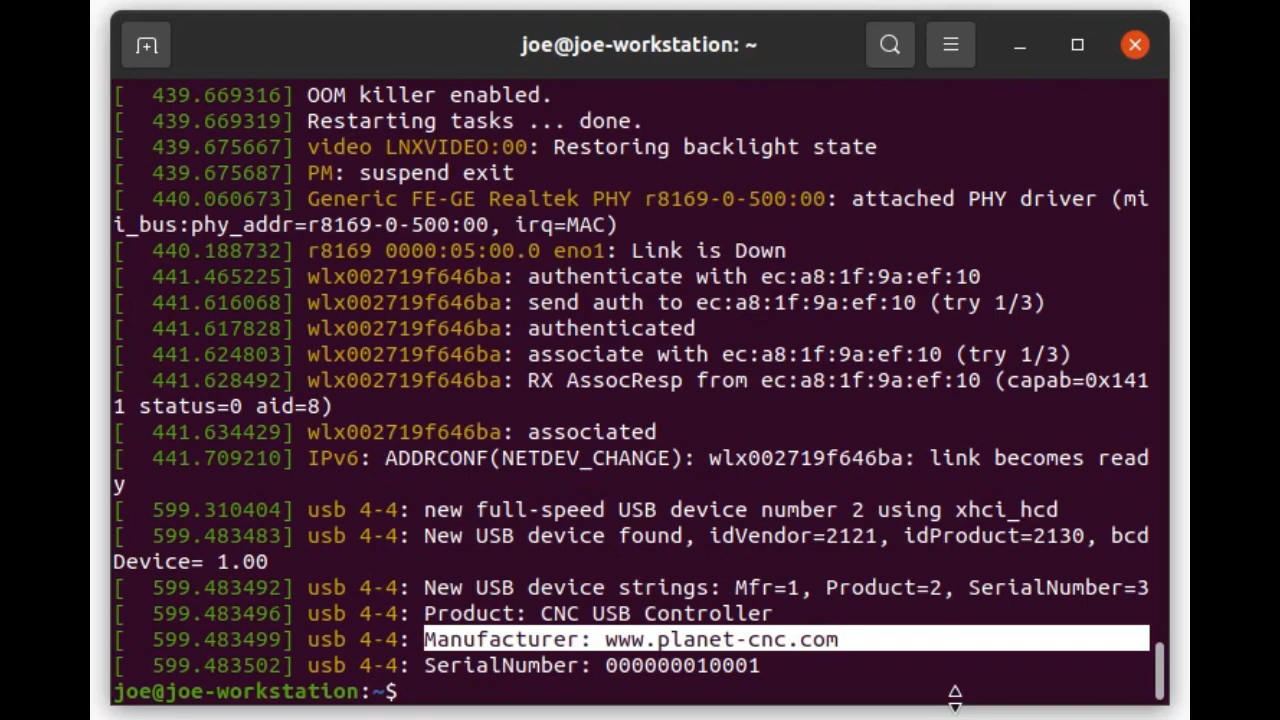 joe@joe-workstation: ~
[  439.669316] OOM killer enabled.
[  439.669319] Restarting tasks ... done.
[  439.675667] video LNXVIDEO:00: Restoring backlight state
[  439.675687] PM: suspend exit
[  440.060673] Generic FE-GE Realtek PHY r8169-0-500:00: attached PHY driver (mi
i_bus:phy_addr=r8169-0-500:00, irq=MAC)
[  440.188732] r8169 0000:05:00.0 eno1: Link is Down
[  441.465225] wlx002719f646ba: authenticate with ec:a8:1f:9a:ef:10
[  441.616068] wlx002719f646ba: send auth to ec:a8:1f:9a:ef:10 (try 1/3)
[  441.617828] wlx002719f646ba: authenticated
[  441.624803] wlx002719f646ba: associate with ec:a8:1f:9a:ef:10 (try 1/3)
[  441.628492] wlx002719f646ba: RX AssocResp from ec:a8:1f:9a:ef:10 (capab=0x141
1 status=0 aid=8)
[  441.634429] wlx002719f646ba: associated
[  441.709210] IPv6: ADDRCONF(NETDEV_CHANGE): wlx002719f646ba: link becomes read
y
[  599.310404] usb 4-4: new full-speed USB device number 2 using xhci_hcd
[  599.483483] usb 4-4: New USB device found, idVendor=2121, idProduct=2130, bcd
Device= 1.00
[  599.483492] usb 4-4: New USB device strings: Mfr=1, Product=2, SerialNumber=3
[  599.483496] usb 4-4: Product: CNC USB Controller
[  599.483499] usb 4-4: Manufacturer: www.planet-cnc.com
[  599.483502] usb 4-4: SerialNumber: 000000010001
joe@joe-workstation:~$